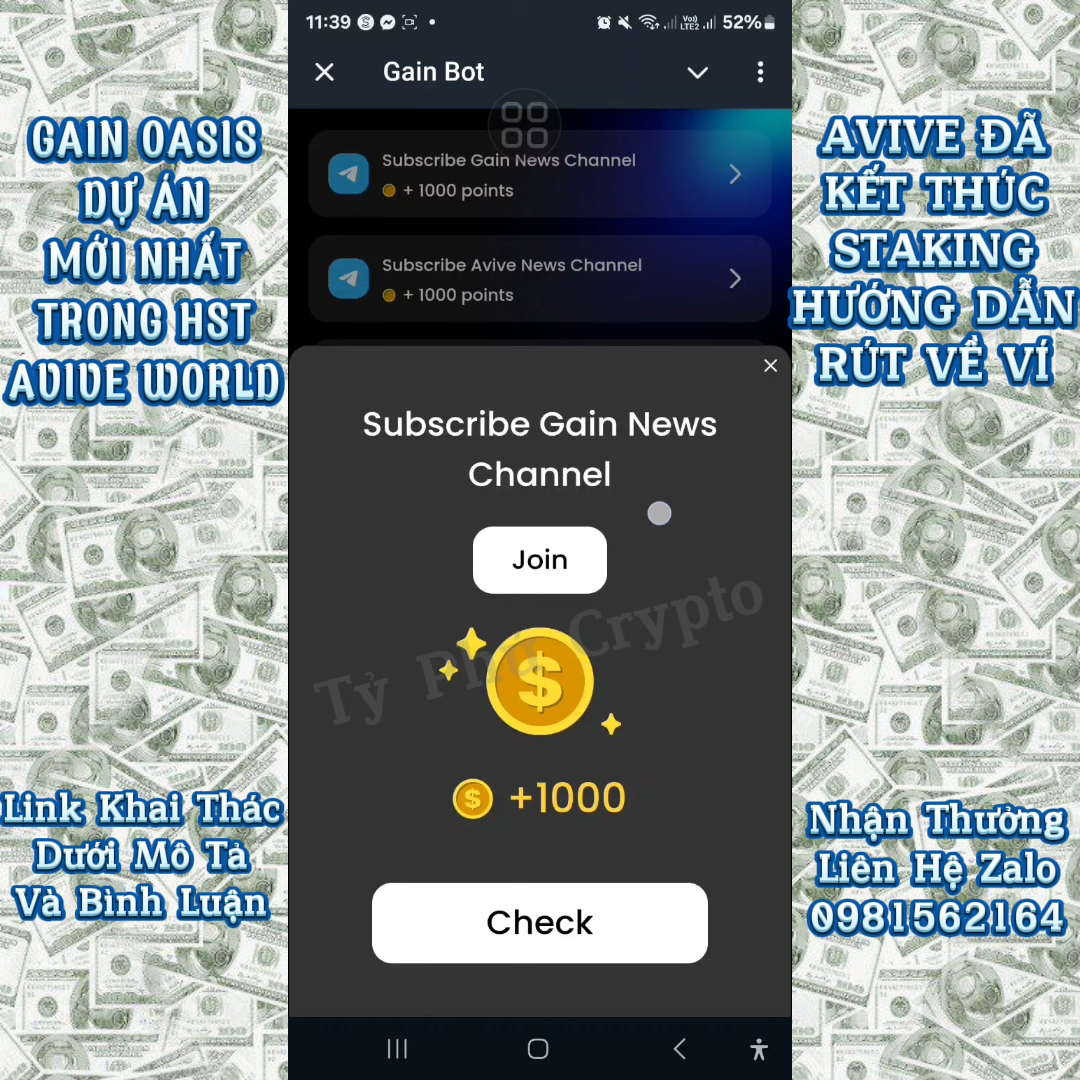 11:39
Vo))
LTE2
52%
Gain Bot
Subscribe Gain News Channel
+ 1000 points
Subscribe Avive News Channel
+ 1000 points
Subscribe Gain News
Channel
Join
Tỷ Phú Crypto
$
$ +1000
Check
GAIN OASIS
DỰ ÁN
MỚI NHẤT
TRONG HST
AVIVE WORLD
Link Khai Thác
Dưới Mô Tả
Và Bình Luận
AVIVE ĐÃ
KẾT THÚC
STAKING
HƯỚNG DẪN
RÚT VỀ VÍ
Nhận Thưởng
Liên Hệ Zalo
0981562164